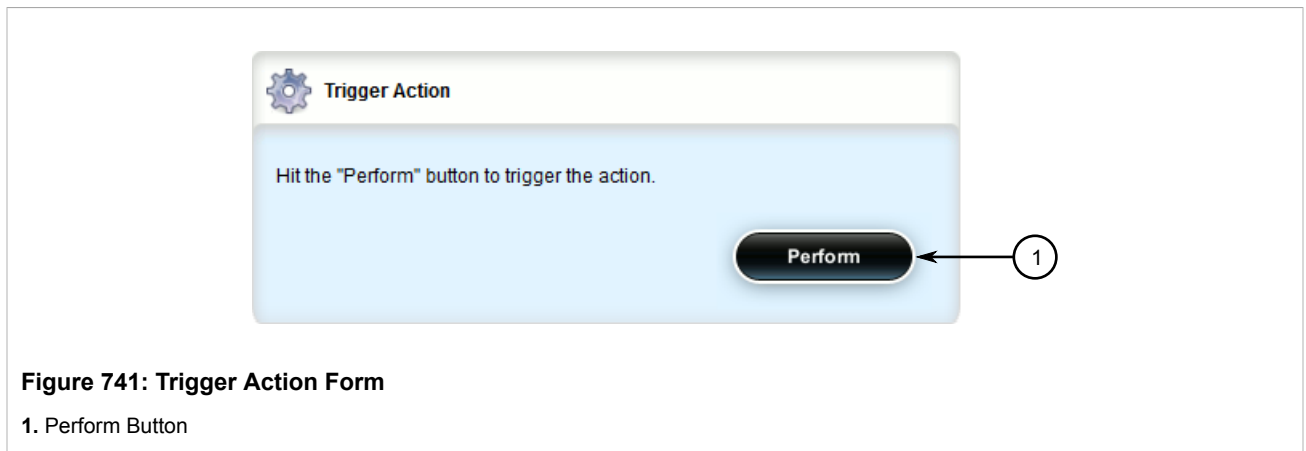 Trigger Action
Hit the "Perform" button to trigger the action.
Perform
1
Figure 741: Trigger Action Form
1. Perform Button